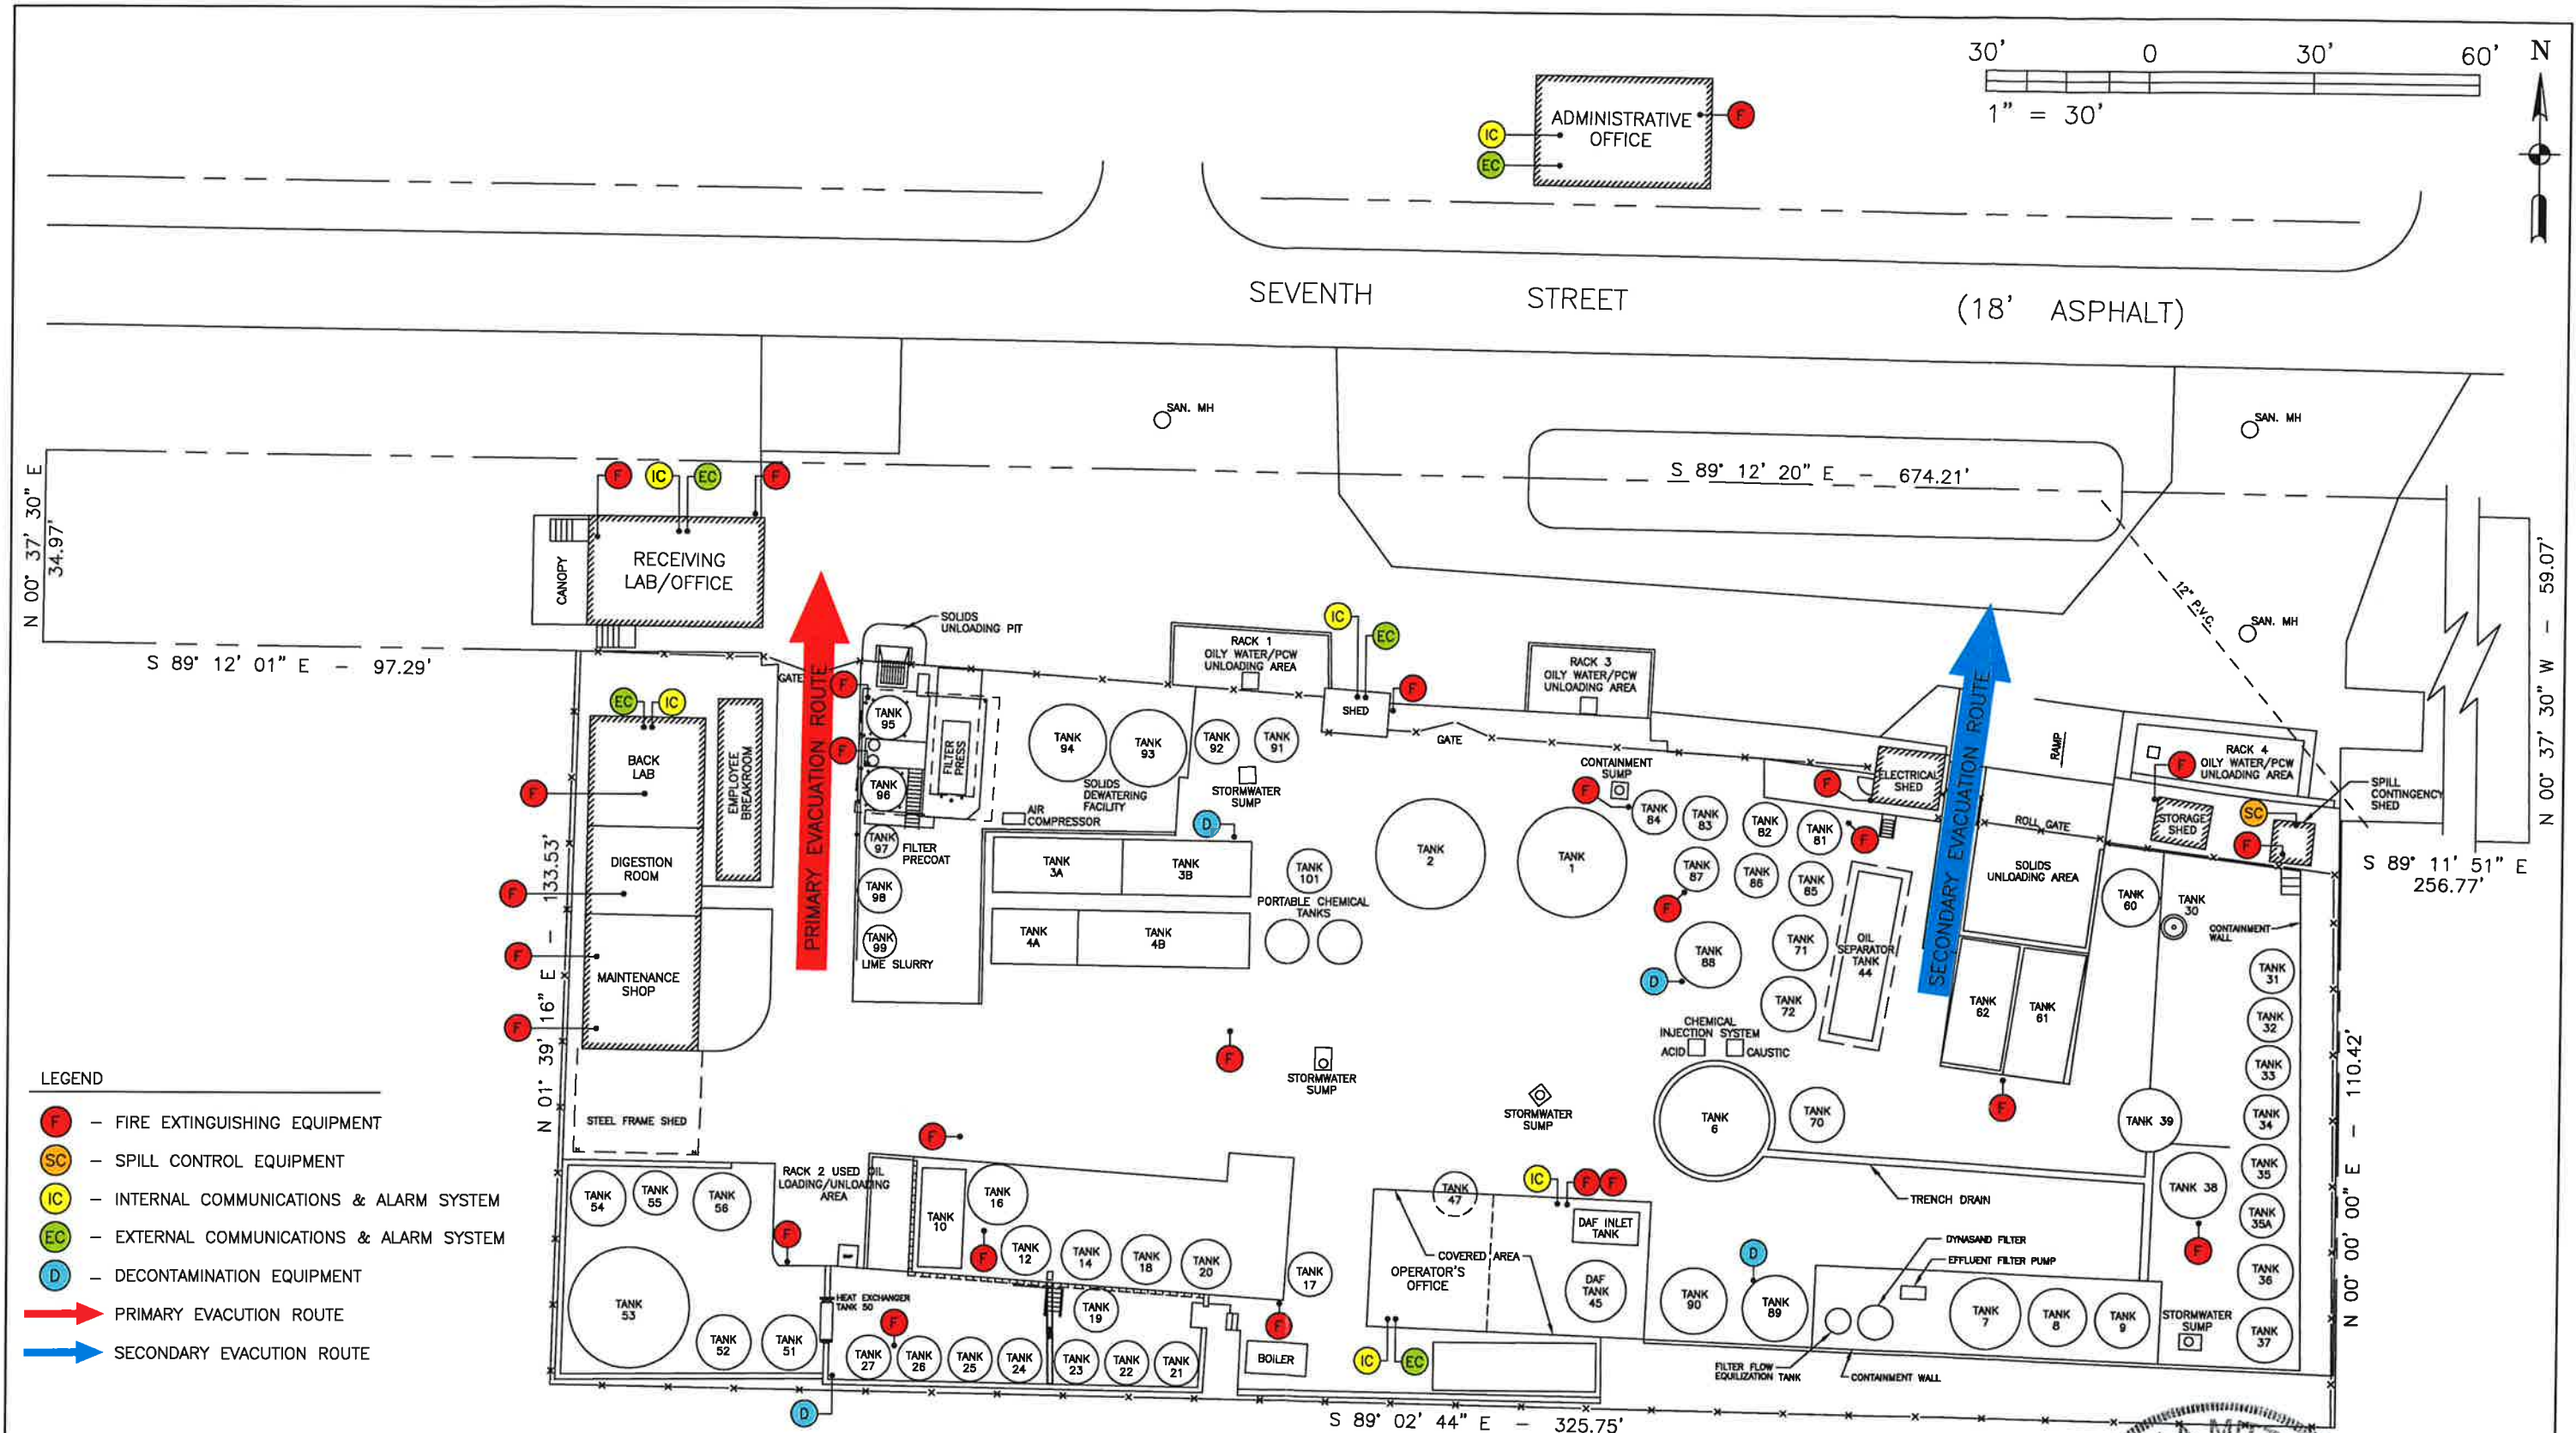 30' 0 30' 60' N
1" = 30'
ADMINISTRATIVE
OFFICE
F
IC
EC
SEVENTH STREET (18' ASPHALT)
SAN. MH
SAN. MH
SAN. MH
S 89° 12' 20" E - 674.21'
12" P.V.C.
N 00° 37' 30" E
34.97'
S 89° 12' 01" E - 97.29'
N 00° 37' 30" W - 59.07'
S 89° 11' 51" E
256.77'
N 01° 39' 16" E - 133.53'
N 00° 00' 00" E - 110.42'
S 89° 02' 44" E - 325.75'
F
IC
EC
F
CANOPY
RECEIVING
LAB/OFFICE
GATE
PRIMARY EVACUATION ROUTE
SOLIDS
UNLOADING PIT
F
F
TANK
95
TANK
96
FILTER
PRESS
TANK
97
FILTER
PRECOAT
TANK
98
TANK
99
LIME SLURRY
EC
IC
BACK
LAB
EMPLOYEE
BREAKROOM
DIGESTION
ROOM
MAINTENANCE
SHOP
F
F
F
F
STEEL FRAME SHED
TANK
94
TANK
93
SOLIDS
DEWATERING
FACILITY
AIR
COMPRESSOR
RACK 1
OILY WATER/PCW
UNLOADING AREA
TANK
92
TANK
91
STORMWATER
SUMP
D
TANK
3A
TANK
3B
TANK
4A
TANK
4B
TANK
101
PORTABLE CHEMICAL
TANKS
IC
EC
F
SHED
GATE
RACK 3
OILY WATER/PCW
UNLOADING AREA
TANK
2
TANK
1
CONTAINMENT
SUMP
F
TANK
84
TANK
83
TANK
82
TANK
81
F
F
ELECTRICAL
SHED
TANK
87
TANK
86
TANK
85
F
D
TANK
88
TANK
71
TANK
72
OIL
SEPARATOR
TANK
44
CHEMICAL
INJECTION SYSTEM
ACID
CAUSTIC
SECONDARY EVACUATION ROUTE
RAMP
ROLL GATE
SOLIDS
UNLOADING AREA
TANK
62
TANK
61
F
RACK 4
OILY WATER/PCW
UNLOADING AREA
F
STORAGE
SHED
SC
F
SPILL
CONTINGENCY
SHED
TANK
60
TANK
30
CONTAINMENT
WALL
TANK
31
TANK
32
TANK
33
TANK
34
TANK
35
TANK
35A
TANK
36
TANK
37
TANK 39
TANK 38
F
STORMWATER
SUMP
TANK
6
TANK
70
TRENCH DRAIN
DYNASAND FILTER
EFFLUENT FILTER PUMP
TANK
7
TANK
8
TANK
9
FILTER FLOW
EQUILIZATION TANK
CONTAINMENT WALL
D
TANK
90
TANK
89
F
STORMWATER
SUMP
STORMWATER
SUMP
IC
F
F
TANK
47
DAF INLET
TANK
COVERED AREA
OPERATOR'S
OFFICE
DAF
TANK
45
IC
EC
F
RACK 2 USED OIL
LOADING/UNLOADING
AREA
TANK
54
TANK
55
TANK
56
TANK
53
TANK
52
TANK
51
F
TANK
10
TANK
16
F
TANK
12
TANK
14
TANK
18
TANK
20
TANK
17
HEAT EXCHANGER
TANK 50
F
TANK
19
TANK
27
TANK
26
TANK
25
TANK
24
TANK
23
TANK
22
TANK
21
F
BOILER
D
LEGEND
F - FIRE EXTINGUISHING EQUIPMENT
SC - SPILL CONTROL EQUIPMENT
IC - INTERNAL COMMUNICATIONS & ALARM SYSTEM
EC - EXTERNAL COMMUNICATIONS & ALARM SYSTEM
D - DECONTAMINATION EQUIPMENT
PRIMARY EVACUTION ROUTE
SECONDARY EVACUTION ROUTE